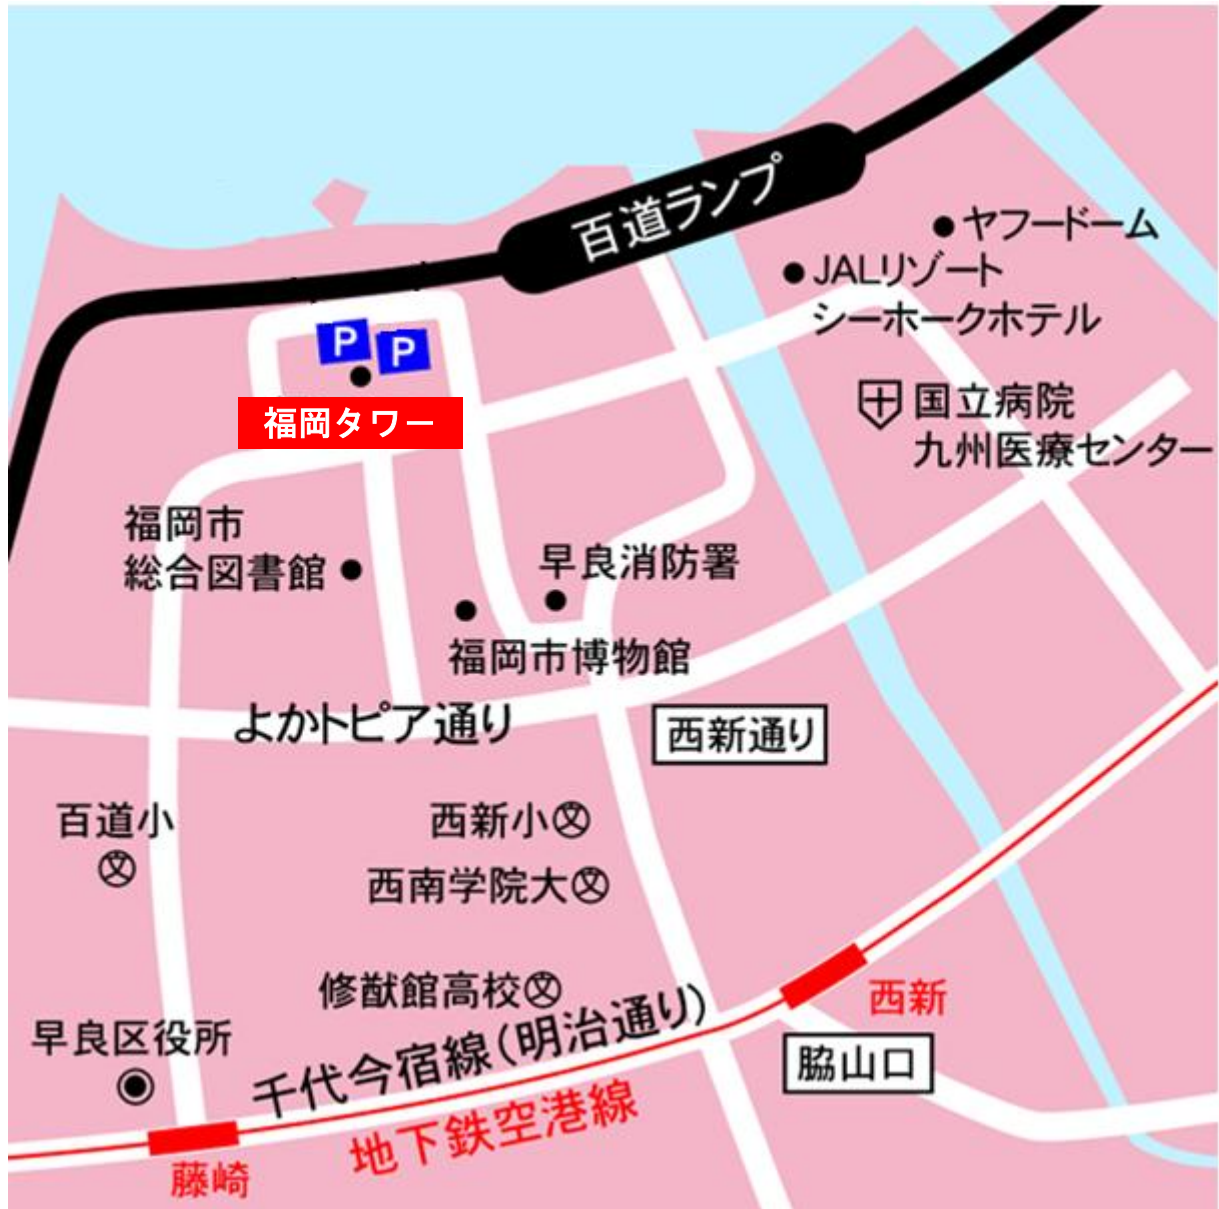 百道ランプ
ヤフードーム
JALリゾート
シーホークホテル
P
P
福岡タワー
国立病院
九州医療センター
福岡市
総合図書館
早良消防署
福岡市博物館
よかトピア通り
西新通り
百道小
文
西新小文
西南学院大文
修猷館高校文
西新
早良区役所
千代今宿線(明治通り)
脇山口
地下鉄空港線
藤崎